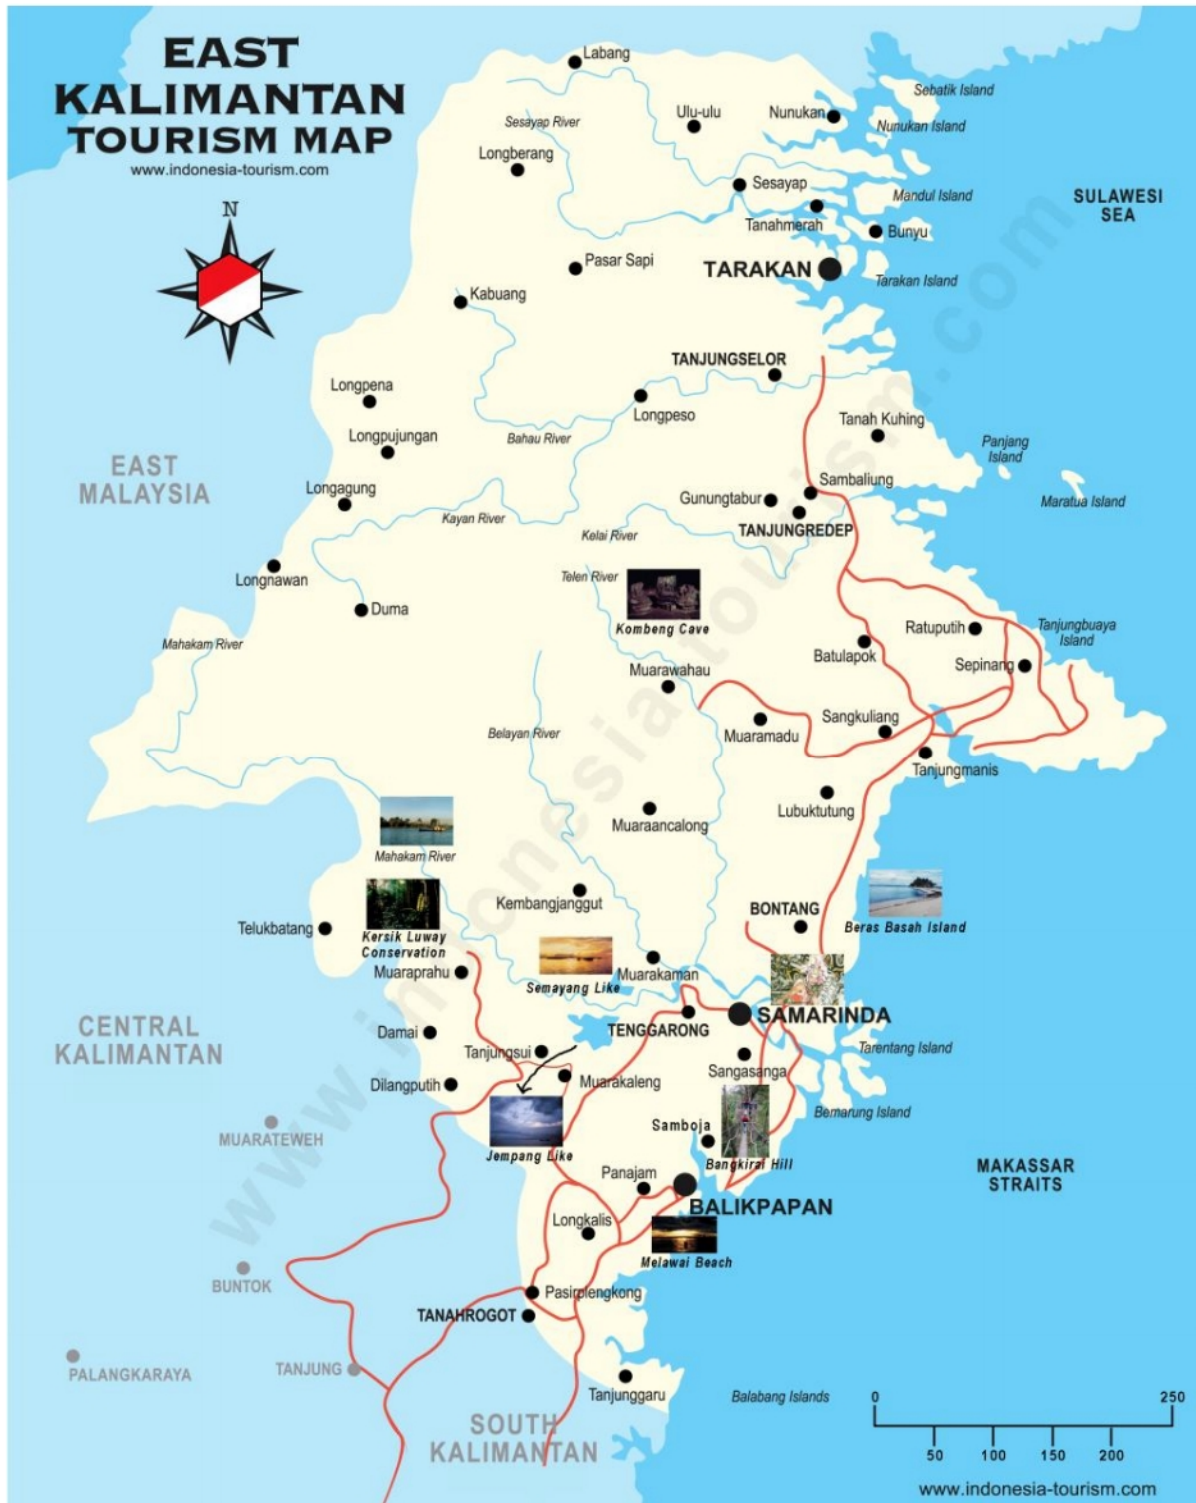 EAST
KALIMANTAN
TOURISM MAP
www.indonesia-tourism.com
N
Labang
Sebatik Island
Ulu-ulu
Nunukan
Sesayap River
Nunukan Island
Longberang
Sesayap
Mandul Island
SULAWESI
SEA
Tanahmerah
Bunyu
Pasar Sapi
TARAKAN
Tarakan Island
Kabuang
TANJUNGSELOR
Longpena
Longpeso
Tanah Kuhing
Longpujungan
Bahau River
Panjang
Island
EAST
MALAYSIA
Longagung
Sambaliung
Gunungtabur
Maratua Island
Kayan River
TANJUNGREDEP
Kelai River
Longnawan
Telen River
Duma
Kombeng Cave
Ratuputih
Tanjungbuaya
Island
Mahakam River
Batulapok
Sepinang
Muarawahau
Sangkuliang
Belayan River
Muaramadu
Tanjungmanis
Lubuktutung
Muaraancalong
Mahakam River
Kembangjanggut
BONTANG
Beras Basah Island
Telukbatang
Kersik Luway
Conservation
Muaraprahu
Semayang Like
Muarakaman
SAMARINDA
CENTRAL
KALIMANTAN
Damai
TENGGARONG
Tarentang Island
Tanjungsui
Sangasanga
Dilangputih
Muarakaleng
Bemarung Island
MUARATEWEH
Samboja
Jempang Like
Bangkirai Hill
MAKASSAR
STRAITS
Panajam
BALIKPAPAN
Longkalis
Melawai Beach
BUNTOK
Pasirplengkong
TANAHROGOT
PALANGKARAYA
TANJUNG
Tanjunggaru
Balabang Islands
0 250
SOUTH
KALIMANTAN
50 100 150 200
www.indonesia-tourism.com
www.indonesiatourism.com